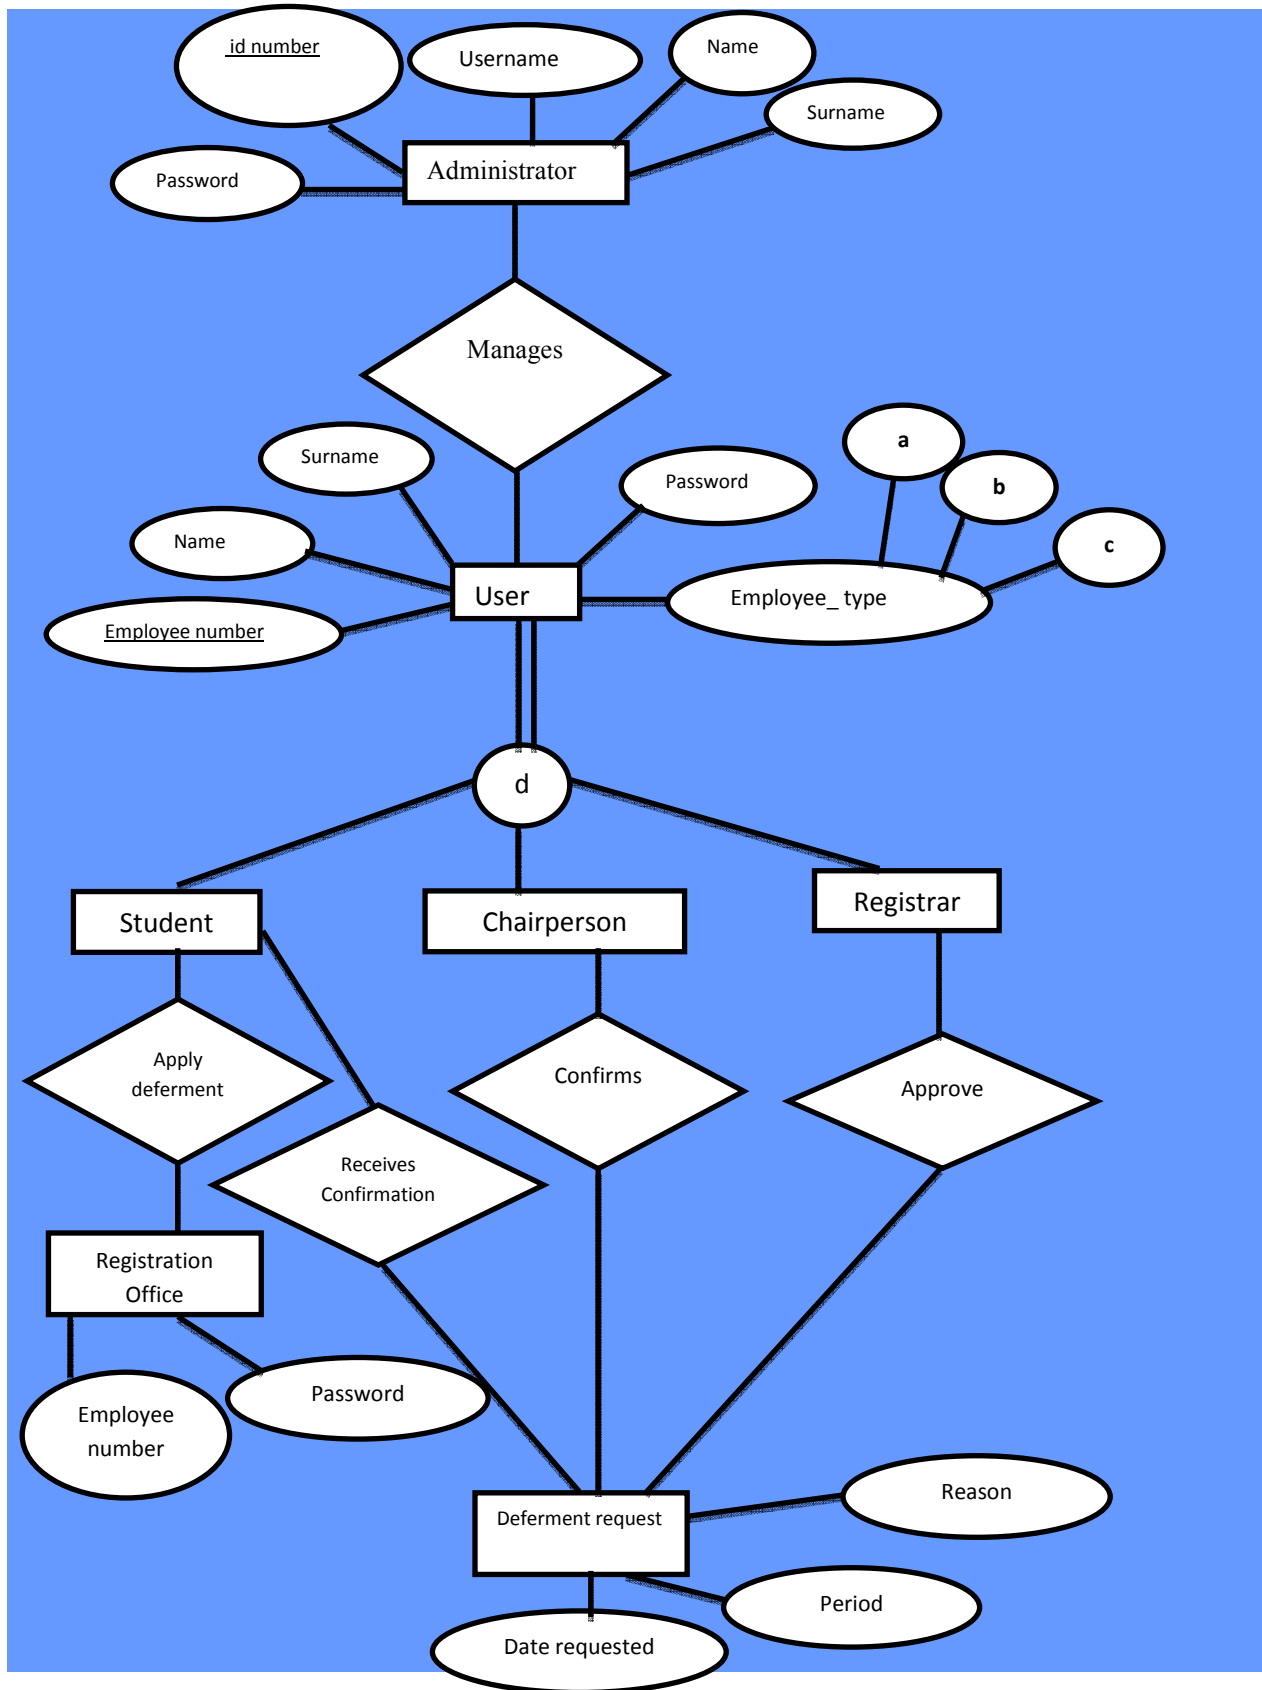 id number
Username
Name
Surname
Password
Administrator
Manages
Surname
Password
a
b
c
Name
Employee_ type
User
Employee number
d
Student
Chairperson
Registrar
Apply
deferment
Confirms
Approve
Receives
Confirmation
Registration
Office
Password
Employee
number
Reason
Deferment request
Period
Date requested